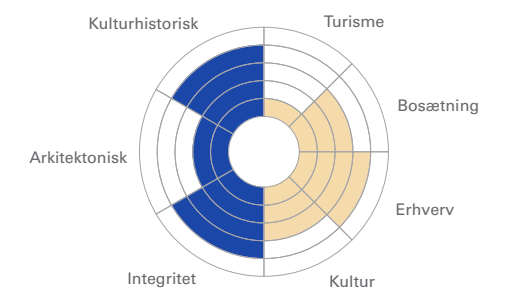 Kulturhistorisk
Turisme
Bosætning
Arkitektonisk
Erhverv
Integritet
Kultur